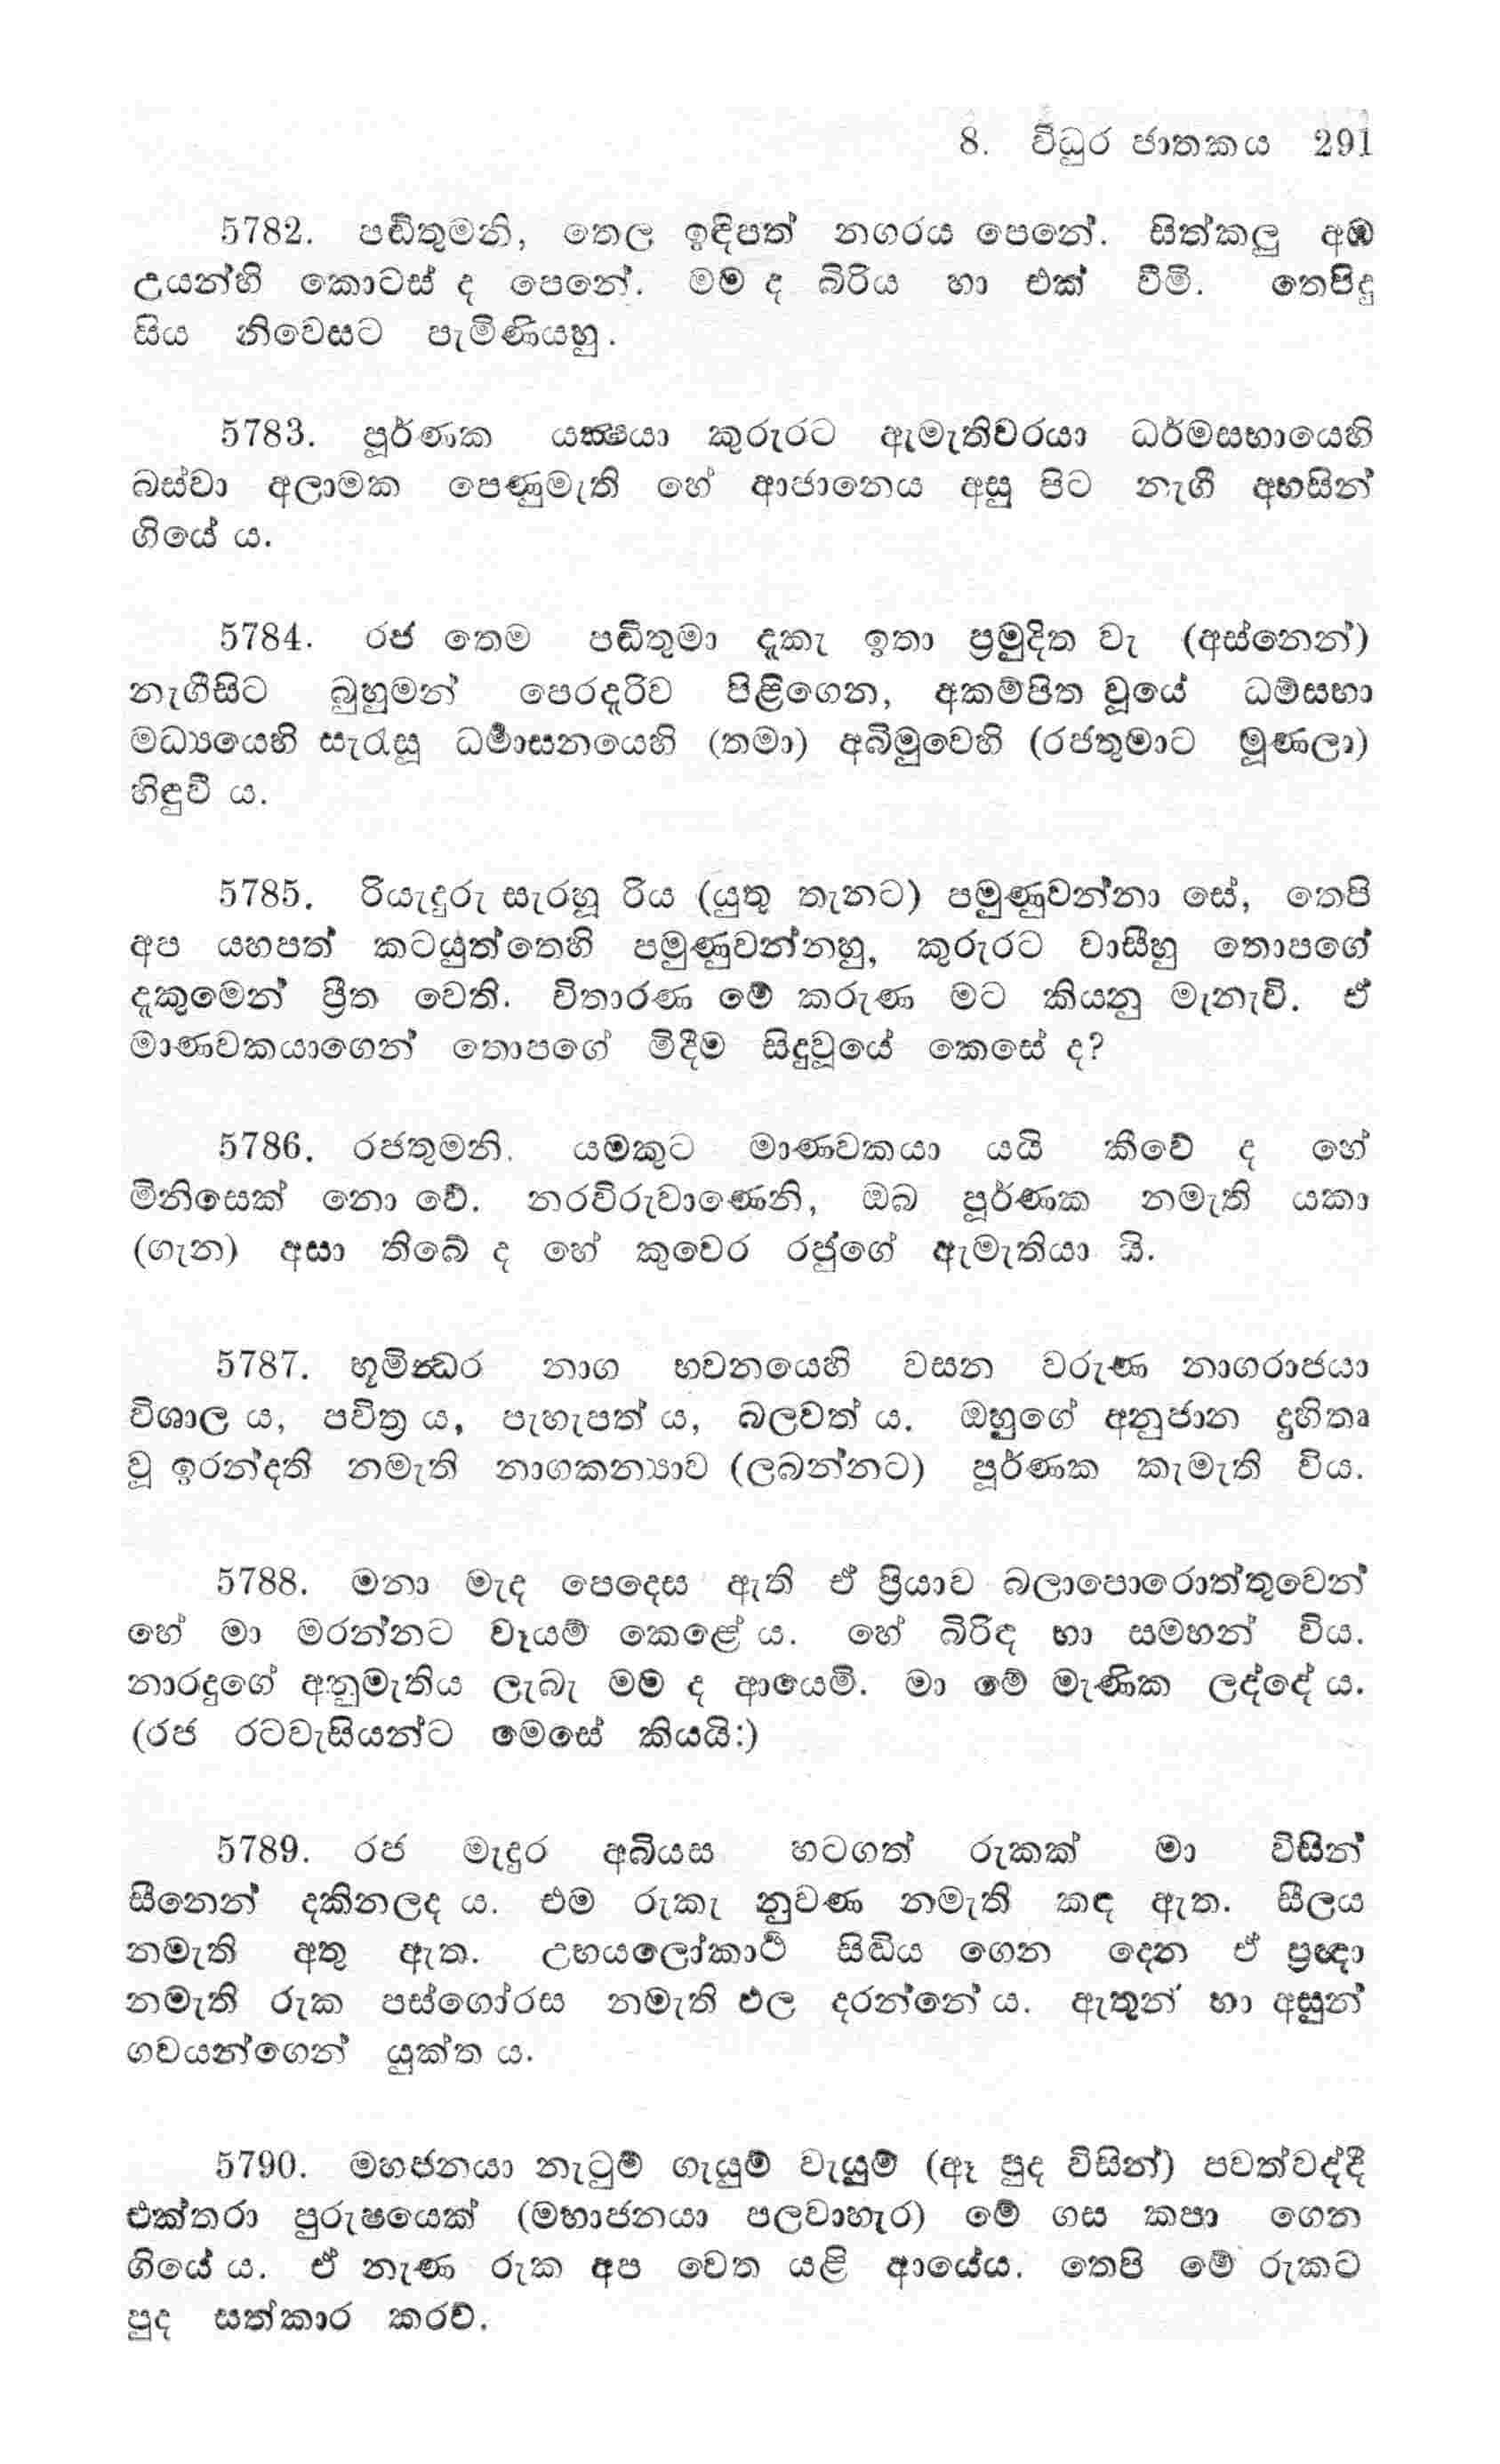 8. විධුර ජාතකය 291
5782. පඬිතුමනි, තෙල ඉඳිපත් නගරය පෙනේ. සිත්කලු අඹ
උයන්හි කොටස් ද පෙනේ. මම ද බිරිය හා එක් වීමි. තෙපිදු
සිය නිවෙසට පැමිණියහු.
5783. පූර්ණක යක්‍ෂයා කුරුරට ඇමැතිවරයා ධර්මසභායෙහි
බස්වා අලාමක පෙණුමැති හේ ආජානෙය අසු පිට නැගී අහසින්
ගියේ ය.
5784. රජ තෙම පඬිතුමා දැකැ ඉතා ප්‍රමුදිත වැ (අස්නෙන්)
නැගීසිට බුහුමන් පෙරදැරිව පිළිගෙන, අකම්පිත වූයේ ධම්සභා
මධ්‍යයෙහි සැරැසූ ධර්‍මාසනයෙහි (තමා) අබිමුවෙහි (රජතුමාට මූණලා)
හිඳුවී ය.
5785. රියැදුරු සැරහූ රිය (යුතු තැනට) පමුණුවන්නා සේ, තෙපි
අප යහපත් කටයුත්තෙහි පමුණුවන්නහු, කුරුරට වාසීහු තොපගේ
දැකුමෙන් ප්‍රීත වෙති. විතාරණ මේ කරුණ මට කියනු මැනැවි. ඒ
මාණවකයාගෙන් තොපගේ මිදීම සිදුවූයේ කෙසේ ද?
5786. රජතුමනි. යමකුට මාණවකයා යයි කීවේ ද හේ
මිනිසෙක් නො වේ. නරවිරුවාණෙනි, ඔබ පූර්ණක නමැති යකා
(ගැන) අසා තිබේ ද හේ කුවෙර රජුගේ ඇමැතියා යි.
5787. භූමින්‍ධර නාග භවනයෙහි වසන වරුණ නාගරාජයා
විශාල ය, පවිත්‍ර ය, පැහැපත් ය, බලවත් ය. ඔහුගේ අනුජාන දුහිතෘ
වූ ඉරන්දති නමැති නාගකන්‍යාව (ලබන්නට) පූර්ණක කැමැති විය.
5788. මනා මැද පෙදෙස ඇති ඒ ප්‍රියාව බලාපොරොත්තුවෙන්
හේ මා මරන්නට වෑයම් කෙළේ ය. හේ බිරිඳ හා සමහන් විය.
නාරදුගේ අනුමැතිය ලැබැ මම ද ආයෙමි. මා මේ මැණික ලද්දේ ය.
(රජ රටවැසියන්ට මෙසේ කියයි:)
5789. රජ මැදුර අබියස හටගත් රුකක් මා විසින්
සීනෙන් දකිනලද ය. එම රුකැ නුවණ නමැති කඳ ඇත. සීලය
නමැති අතු ඇත. උභයලෝකාර්‍ථ සිද්‍ධිය ගෙන දෙන ඒ ප්‍රඥා
නමැති රුක පස්ගෝරස නමැති ඵල දරන්නේ ය. ඇතුන් හා අසුන්
ගවයන්ගෙන් යුක්ත ය.
5790. මහජනයා නැටුම් ගැයුම් වැයුම් (ඈ පුද විසින්) පවත්වද්දී
එක්තරා පුරුෂයෙක් (මහාජනයා පලවාහැර) මේ ගස කපා ගෙන
ගියේ ය. ඒ නැණ රුක අප වෙත යළි ආයේය. තෙපි මේ රුකට
පුද සත්කාර කරව්.